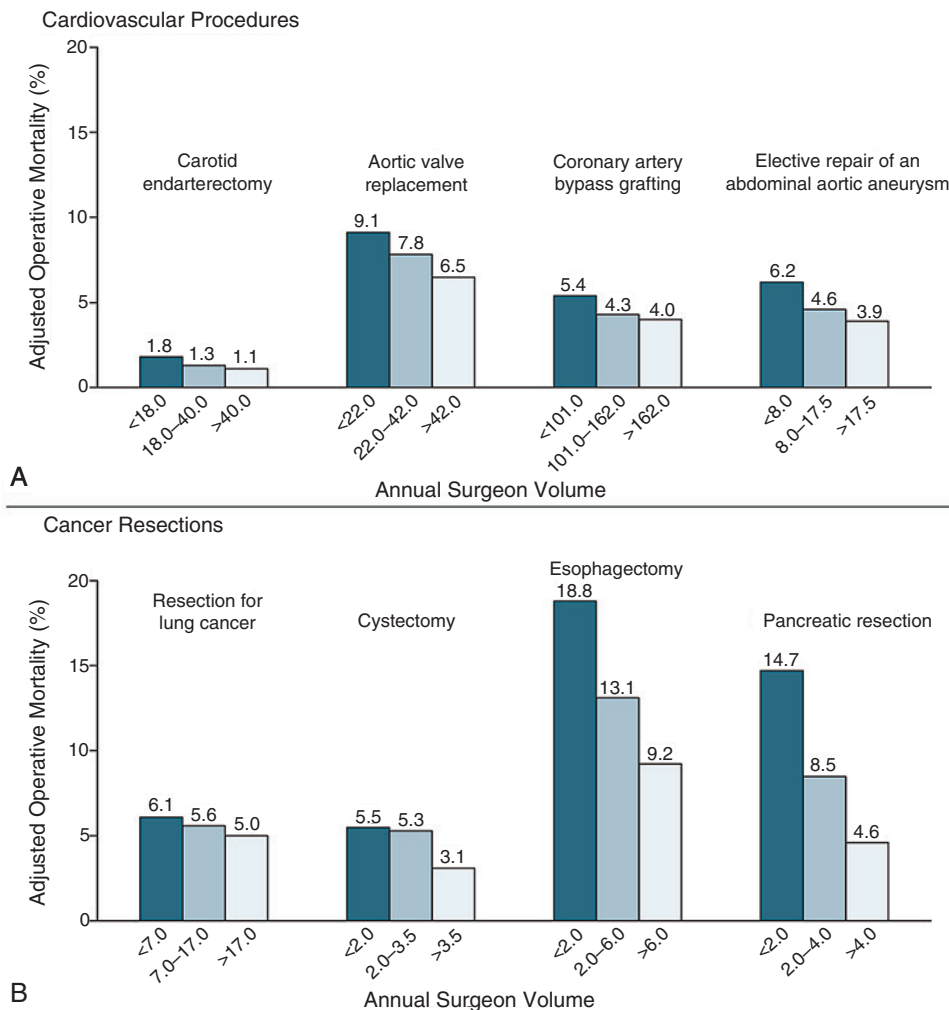 Cardiovascular Procedures
Adjusted Operative Mortality (%)
20
15
10
5
0
Carotid
endarterectomy
1.8
1.3
1.1
<18.0
18.0–40.0
>40.0
Aortic valve
replacement
9.1
7.8
6.5
<22.0
22.0–42.0
>42.0
Coronary artery
bypass grafting
5.4
4.3
4.0
<101.0
101.0–162.0
>162.0
Elective repair of an
abdominal aortic aneurysm
6.2
4.6
3.9
<8.0
8.0–17.5
>17.5
A
Annual Surgeon Volume
Cancer Resections
Adjusted Operative Mortality (%)
20
15
10
5
0
Resection for
lung cancer
6.1
5.6
5.0
<7.0
7.0–17.0
>17.0
Cystectomy
5.5
5.3
3.1
<2.0
2.0–3.5
>3.5
Esophagectomy
18.8
13.1
9.2
<2.0
2.0–6.0
>6.0
Pancreatic resection
14.7
8.5
4.6
<2.0
2.0–4.0
>4.0
B
Annual Surgeon Volume